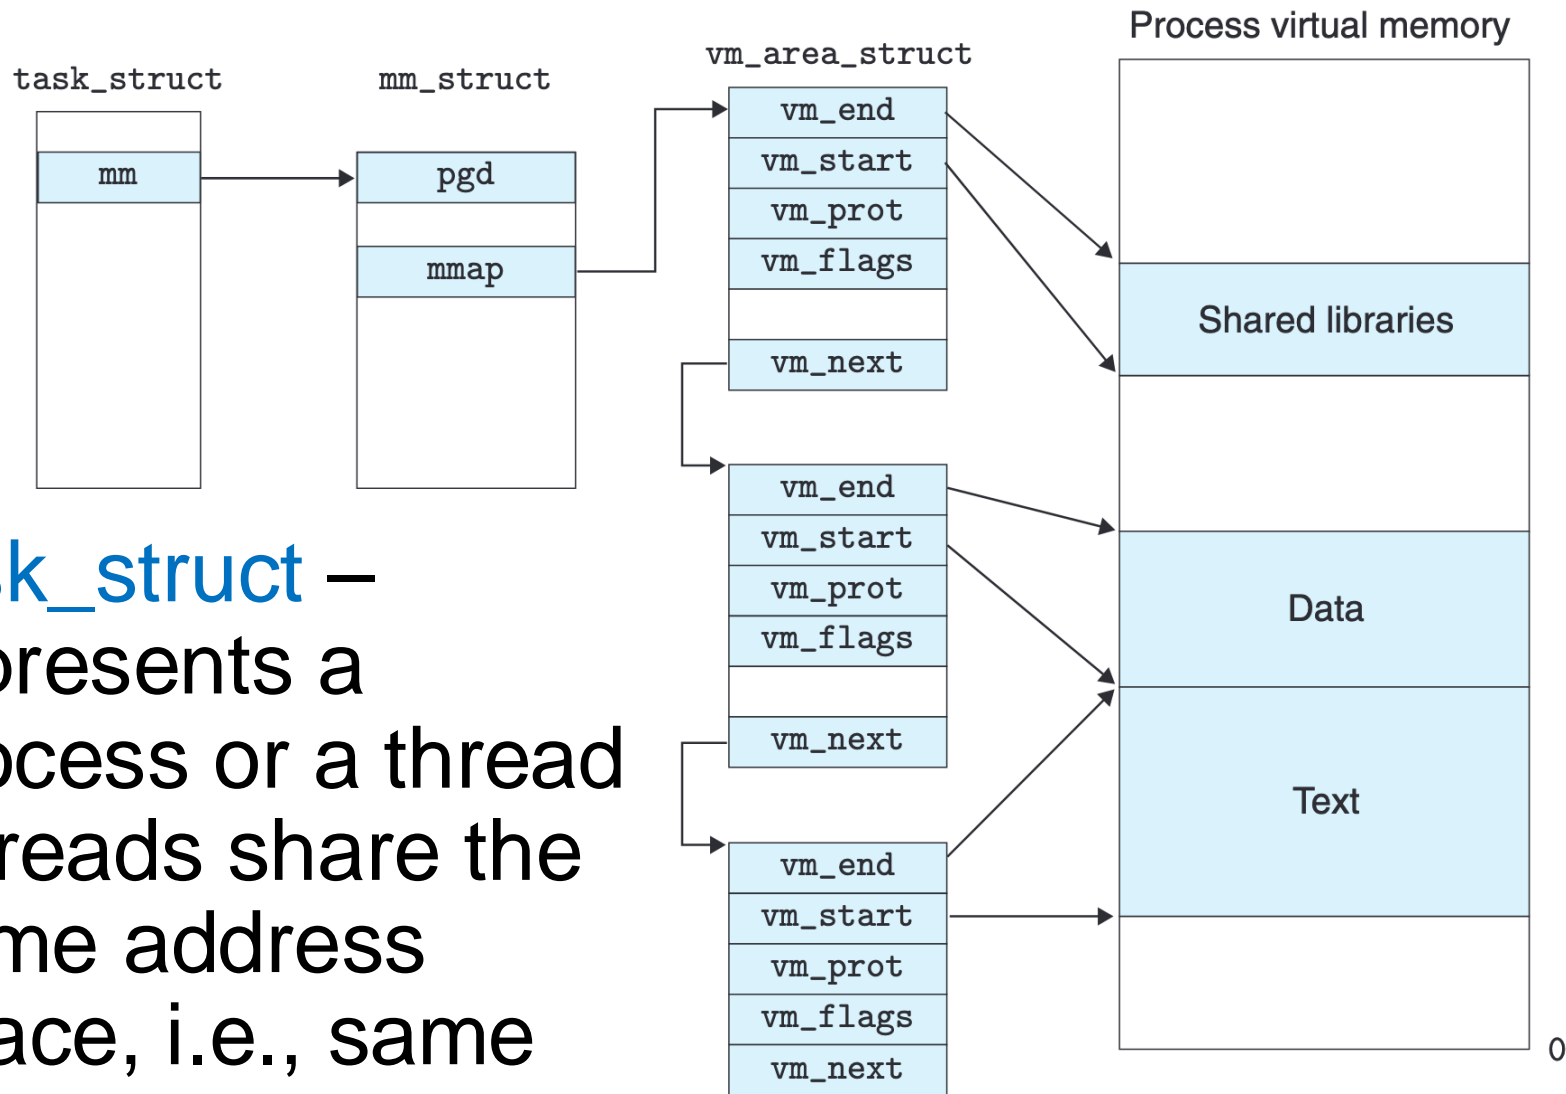 Process virtual memory
vm_area_struct
task_struct
mm_struct
mm
pgd
mmap
vm_end
vm_start
vm_prot
vm_flags
vm_next
vm_end
vm_start
vm_prot
vm_flags
vm_next
vm_end
vm_start
vm_prot
vm_flags
vm_next
Shared libraries
Data
Text
0
sk_struct –
presents a
ocess or a thread
reads share the
me address
ace, i.e., same